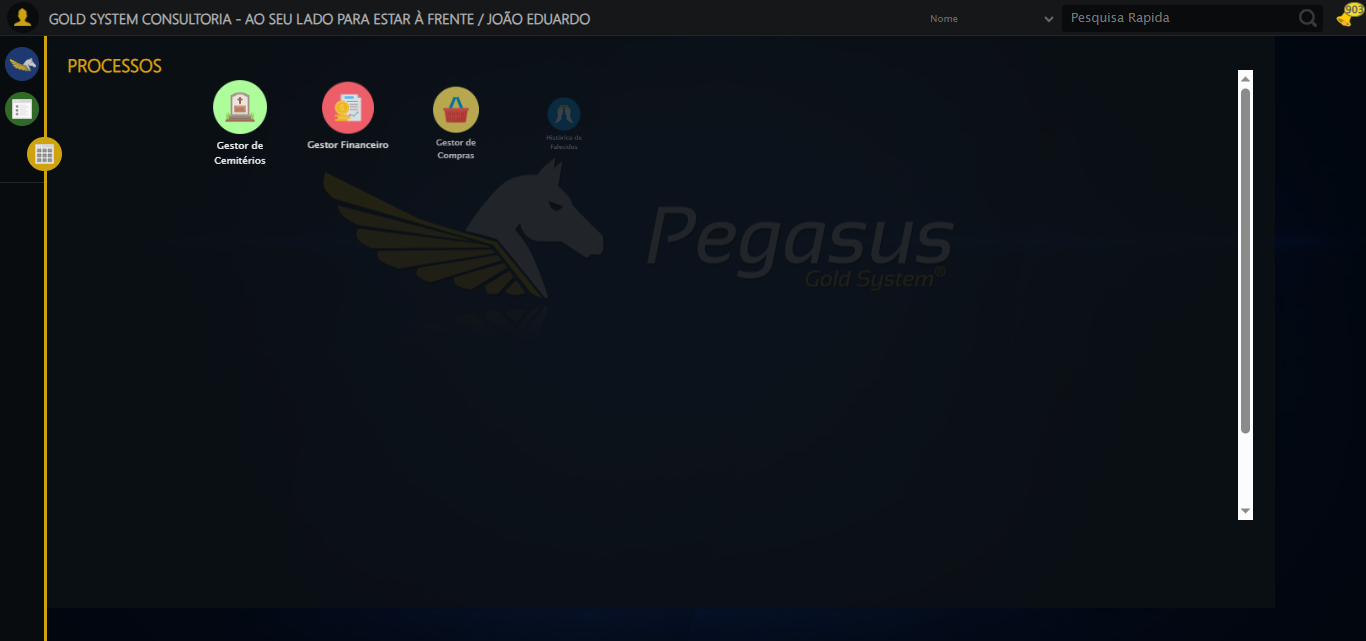 GOLD SYSTEM CONSULTORIA - AO SEU LADO PARA ESTAR À FRENTE / JOÃO EDUARDO
Nome
Pesquisa Rapida
903
PROCESSOS
Gestor de
Cemitérios
Gestor Financeiro
Gestor de
Compras
Histórico de
Falecidos
Pegasus
Gold System®